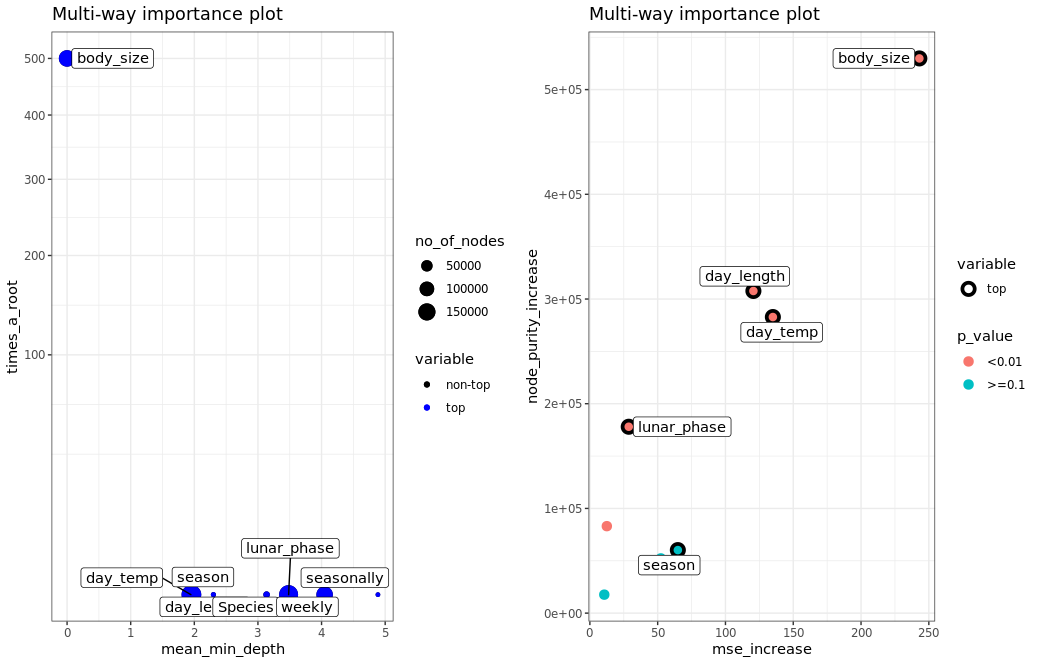 Multi-way importance plot
times_a_root
500
400
300
200
100
body_size
lunar_phase
day_temp
season
seasonally
day_le
Species
weekly
0
1
2
3
4
5
mean_min_depth
no_of_nodes
50000
100000
150000
variable
non-top
top
Multi-way importance plot
node_purity_increase
5e+05
4e+05
3e+05
2e+05
1e+05
0e+00
body_size
day_length
day_temp
lunar_phase
season
0
50
100
150
200
250
mse_increase
variable
top
p_value
<0.01
>=0.1